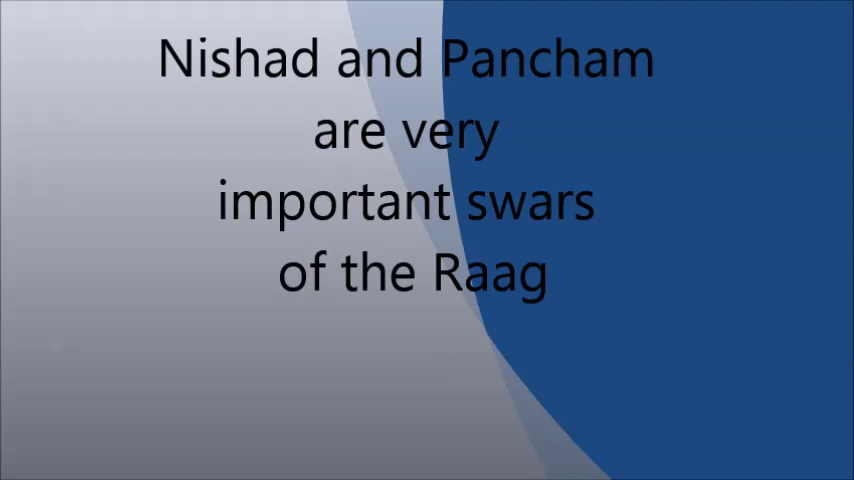 Nishad and Pancham
are very
important swars
of the Raag